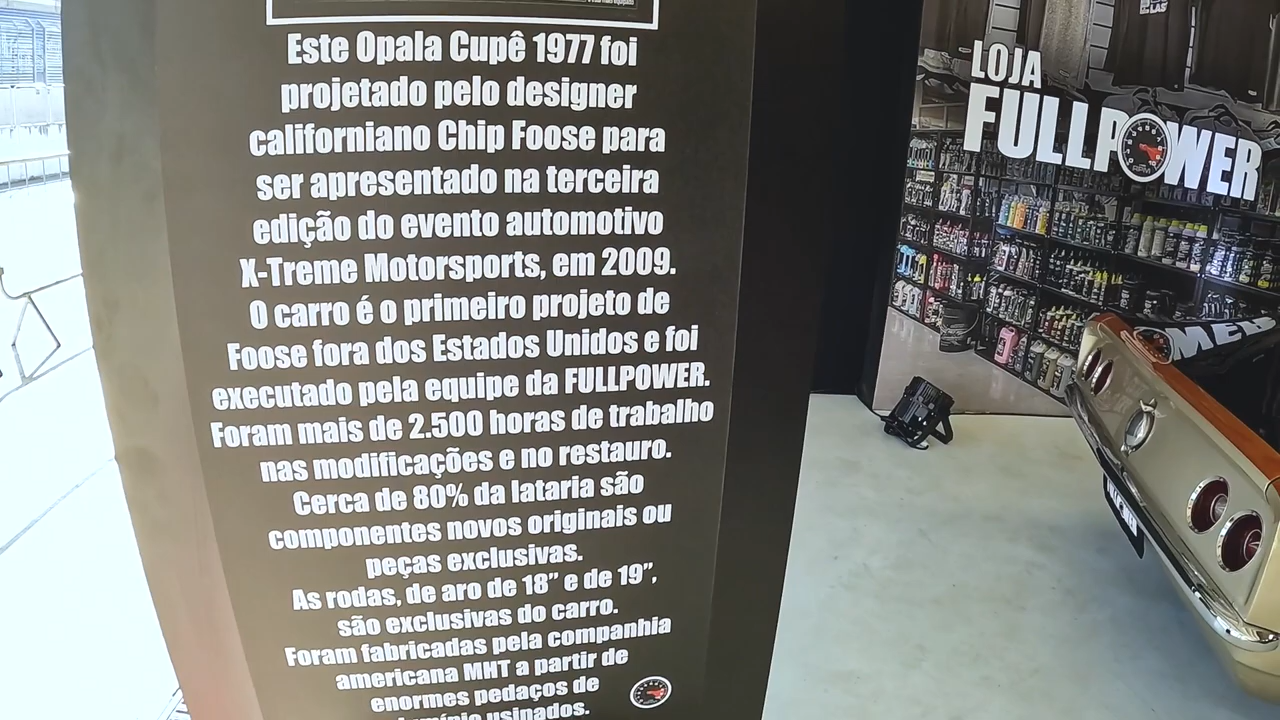 Este Opala Cupê 1977 foi
projetado pelo designer
californiano Chip Foose para
ser apresentado na terceira
edição do evento automotivo
X-Treme Motorsports, em 2009.
O carro é o primeiro projeto de
Foose fora dos Estados Unidos e foi
executado pela equipe da FULLPOWER.
Foram mais de 2.500 horas de trabalho
nas modificações e no restauro.
Cerca de 80% da lataria são
componentes novos originais ou
peças exclusivas.
As rodas, de aro de 18” e de 19”,
são exclusivas do carro.
Foram fabricadas pela companhia
americana MHT a partir de
enormes pedaços de
usinados.
LOJA
FULLPOWER